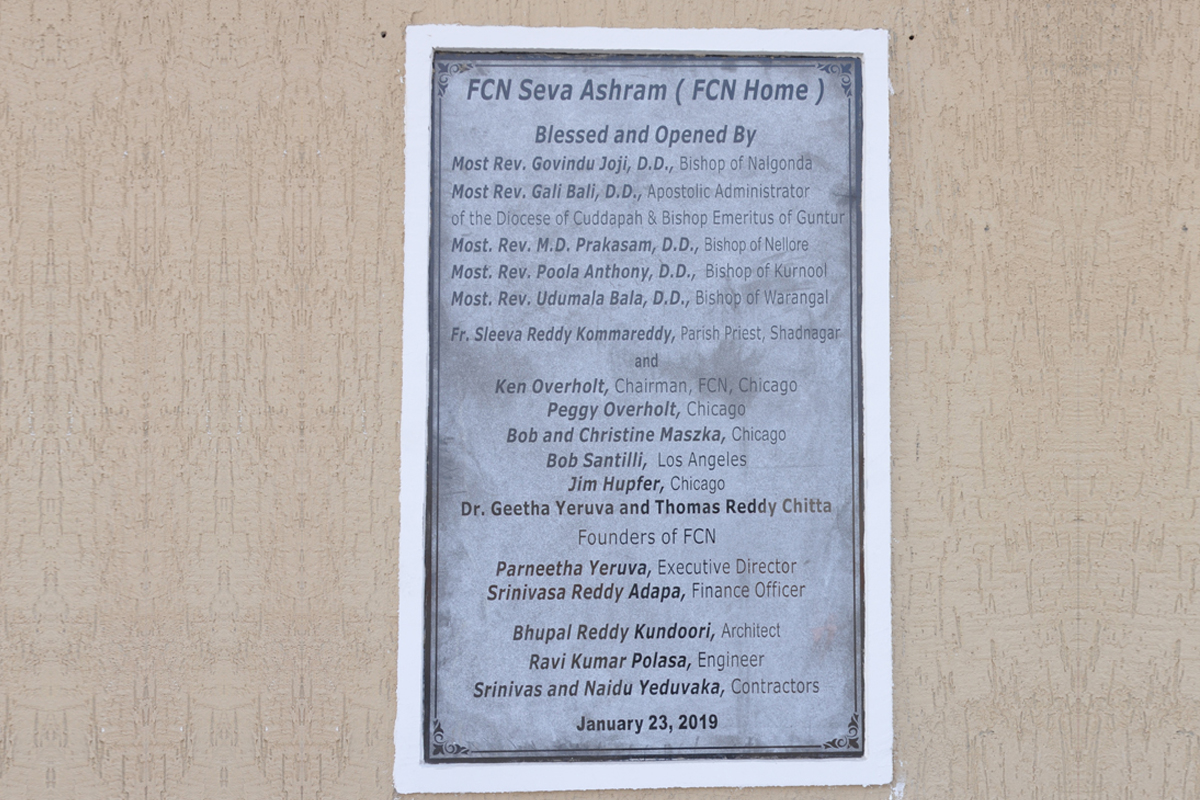 FCN Seva Ashram ( FCN Home )
Blessed and Opened By
Most Rev. Govindu Joji, D.D., Bishop of Nalgonda
Most Rev. Gali Bali, D.D., Apostolic Administrator
of the Diocese of Cuddapah & Bishop Emeritus of Guntur
Most. Rev. M.D. Prakasam, D.D., Bishop of Nellore
Most. Rev. Poola Anthony, D.D., Bishop of Kurnool
Most. Rev. Udumala Bala, D.D., Bishop of Warangal
Fr. Sleeva Reddy Kommareddy, Parish Priest, Shadnagar
and
Ken Overholt, Chairman, FCN, Chicago
Peggy Overholt, Chicago
Bob and Christine Maszka, Chicago
Bob Santilli, Los Angeles
Jim Hupfer, Chicago
Dr. Geetha Yeruva and Thomas Reddy Chitta
Founders of FCN
Parneetha Yeruva, Executive Director
Srinivasa Reddy Adapa, Finance Officer
Bhupal Reddy Kundoori, Architect
Ravi Kumar Polasa, Engineer
Srinivas and Naidu Yeduvaka, Contractors
January 23, 2019